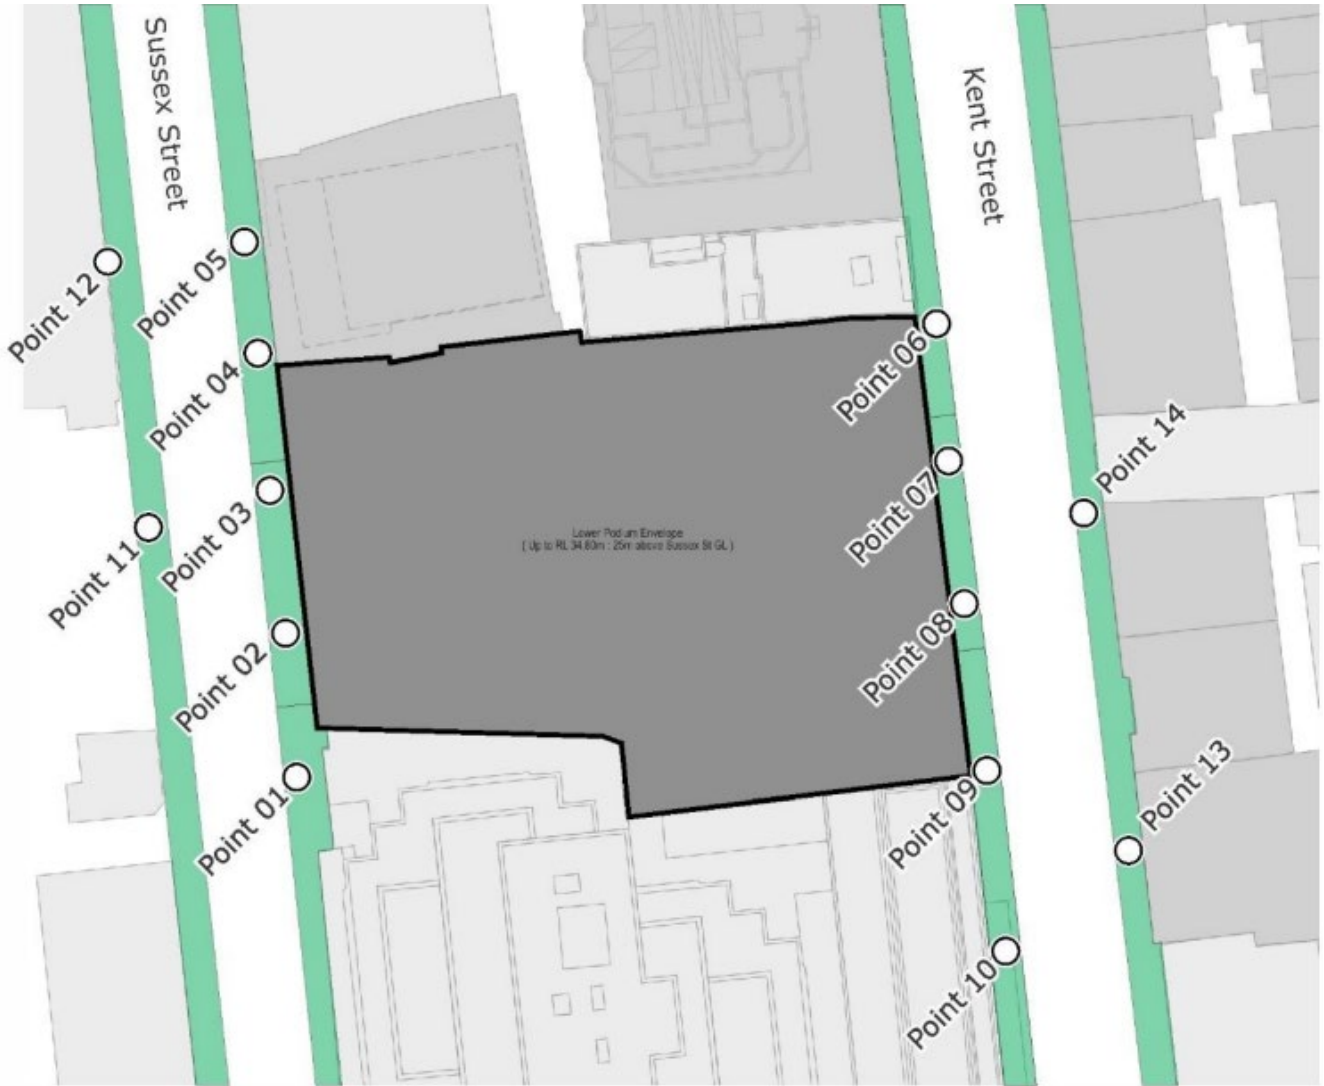 Sussex Street
Kent Street
Point 12
Point 05
Point 04
Point 06
Point 14
Point 03
Point 07
Lower Podium Envelope
( Up to RL 34.80m : 25m above Sussex St GL )
Point 11
Point 02
Point 08
Point 01
Point 09
Point 13
Point 10